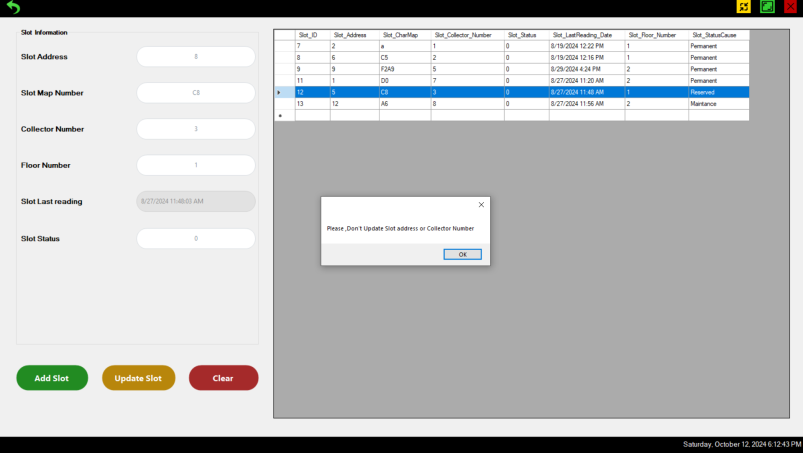 Slot Information
Slot Address 8
Slot Map Number C8
Collector Number 3
Floor Number 1
Slot Last reading 8/27/2024 11:48:03 AM
Slot Status 0
Add Slot Update Slot Clear
Slot_ID Slot_Address Slot_CharMap Slot_Collector_Number Slot_Status Slot_LastReading_Date Slot_Floor_Number Slot_StatusCause
7 2 a 1 0 8/19/2024 12:22 PM 1 Permanent
8 6 C5 2 0 8/19/2024 12:16 PM 1 Permanent
9 9 F2A9 5 0 8/29/2024 4:24 PM 2 Permanent
11 1 D0 7 0 8/27/2024 11:20 AM 2 Permanent
12 5 C8 3 0 8/27/2024 11:48 AM 1 Reserved
13 12 A6 8 0 8/27/2024 11:56 AM 2 Maintance
Please ,Don't Update Slot address or Collector Number
OK
Saturday, October 12, 2024 6:12:43 PM